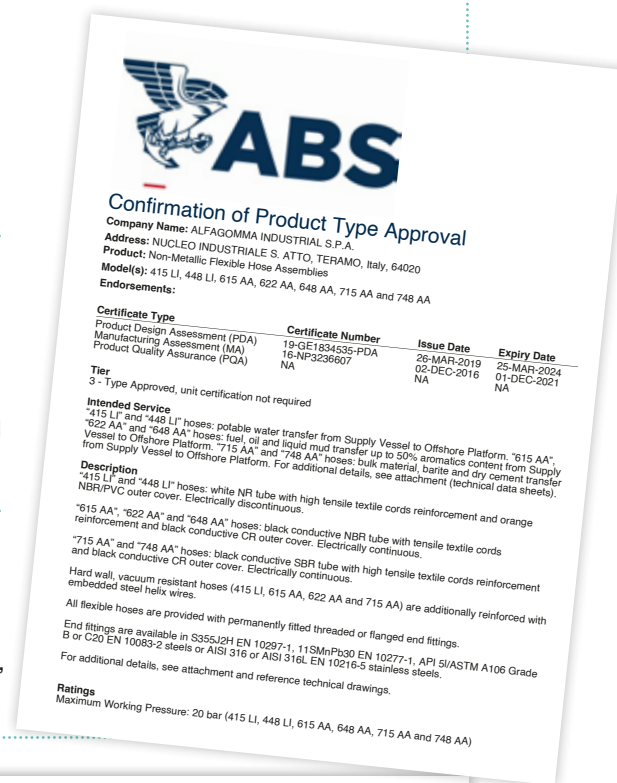 ABS
Confirmation of Product Type Approval
Company Name: ALFAGOMMA INDUSTRIAL S.P.A.
Address: NUCLEO INDUSTRIALE S. ATTO, TERAMO, Italy, 64020
Product: Non-Metallic Flexible Hose Assemblies
Model(s): 415 LI, 448 LI, 615 AA, 622 AA, 648 AA, 715 AA and 748 AA
Endorsements:
Certificate Type Certificate Number Issue Date Expiry Date
Product Design Assessment (PDA) 19-GE1834535-PDA 26-MAR-2019 25-MAR-2024
Manufacturing Assessment (MA) 16-NP3236607 02-DEC-2016 01-DEC-2021
Product Quality Assurance (PQA) NA NA NA
Tier
3 - Type Approved, unit certification not required
Intended Service
"415 LI" and "448 LI" hoses: potable water transfer from Supply Vessel to Offshore Platform. "615 AA",
"622 AA" and "648 AA" hoses: fuel, oil and liquid mud transfer up to 50% aromatics content from Supply
Vessel to Offshore Platform. "715 AA" and "748 AA" hoses: bulk material, barite and dry cement transfer
from Supply Vessel to Offshore Platform. For additional details, see attachment (technical data sheets).
Description
"415 LI" and "448 LI" hoses: white NR tube with high tensile textile cords reinforcement and orange
NBR/PVC outer cover. Electrically discontinuous.
"615 AA", "622 AA" and "648 AA" hoses: black conductive NBR tube with tensile textile cords
reinforcement and black conductive CR outer cover. Electrically continuous.
"715 AA" and "748 AA" hoses: black conductive SBR tube with high tensile textile cords reinforcement
and black conductive CR outer cover. Electrically continuous.
Hard wall, vacuum resistant hoses (415 LI, 615 AA, 622 AA and 715 AA) are additionally reinforced with
embedded steel helix wires.
All flexible hoses are provided with permanently fitted threaded or flanged end fittings.
End fittings are available in S355J2H EN 10297-1, 11SMnPb30 EN 10277-1, API 5l/ASTM A106 Grade
B or C20 EN 10083-2 steels or AISI 316 or AISI 316L EN 10216-5 stainless steels.
For additional details, see attachment and reference technical drawings.
Ratings
Maximum Working Pressure: 20 bar (415 LI, 448 LI, 615 AA, 648 AA, 715 AA and 748 AA)